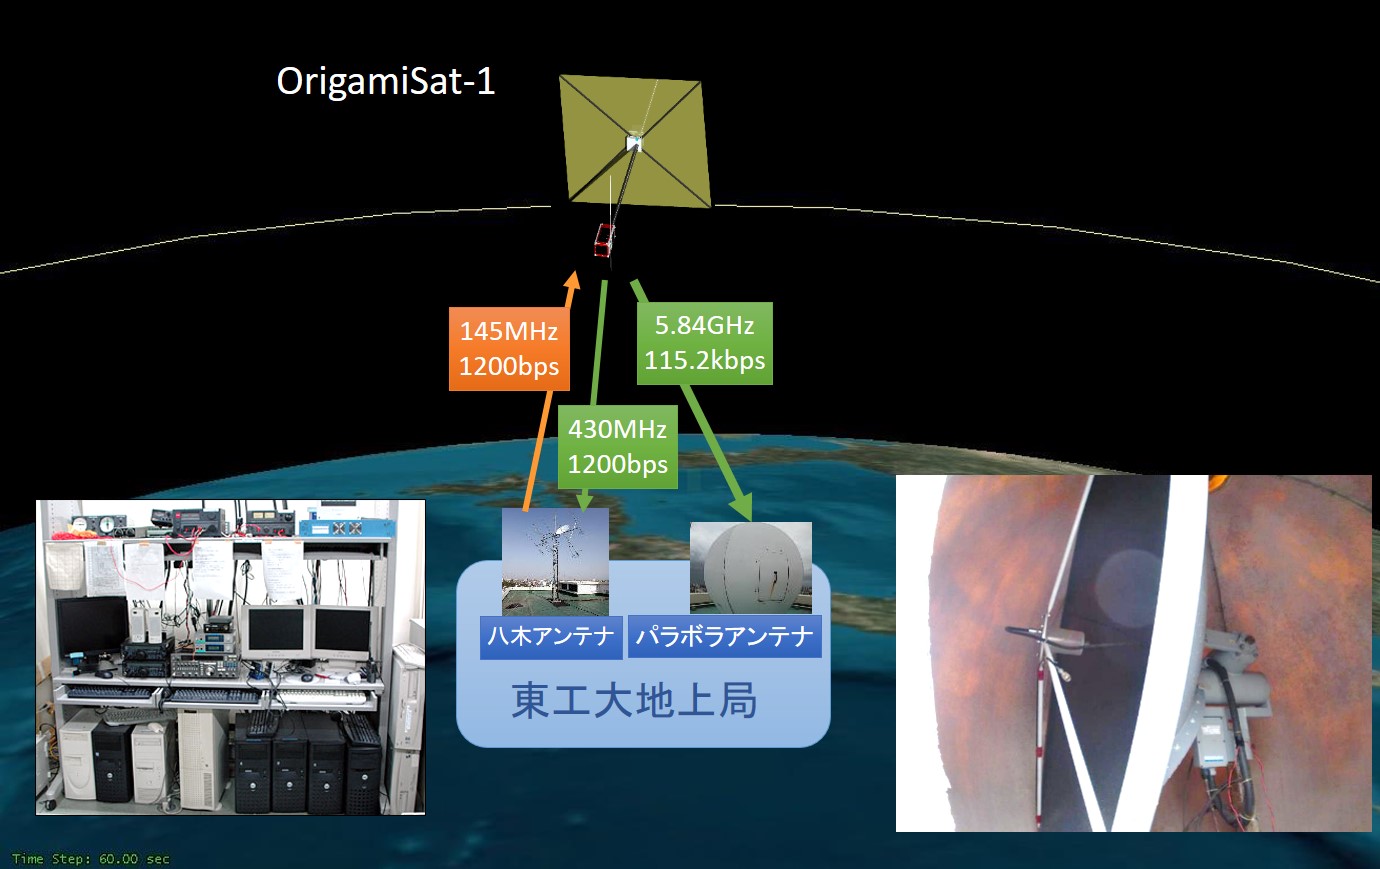 OrigamiSat-1
145MHz
1200bps
5.84GHz
115.2kbps
430MHz
1200bps
八木アンテナ
パラボラアンテナ
東工大地上局
Time Step: 60.00 sec